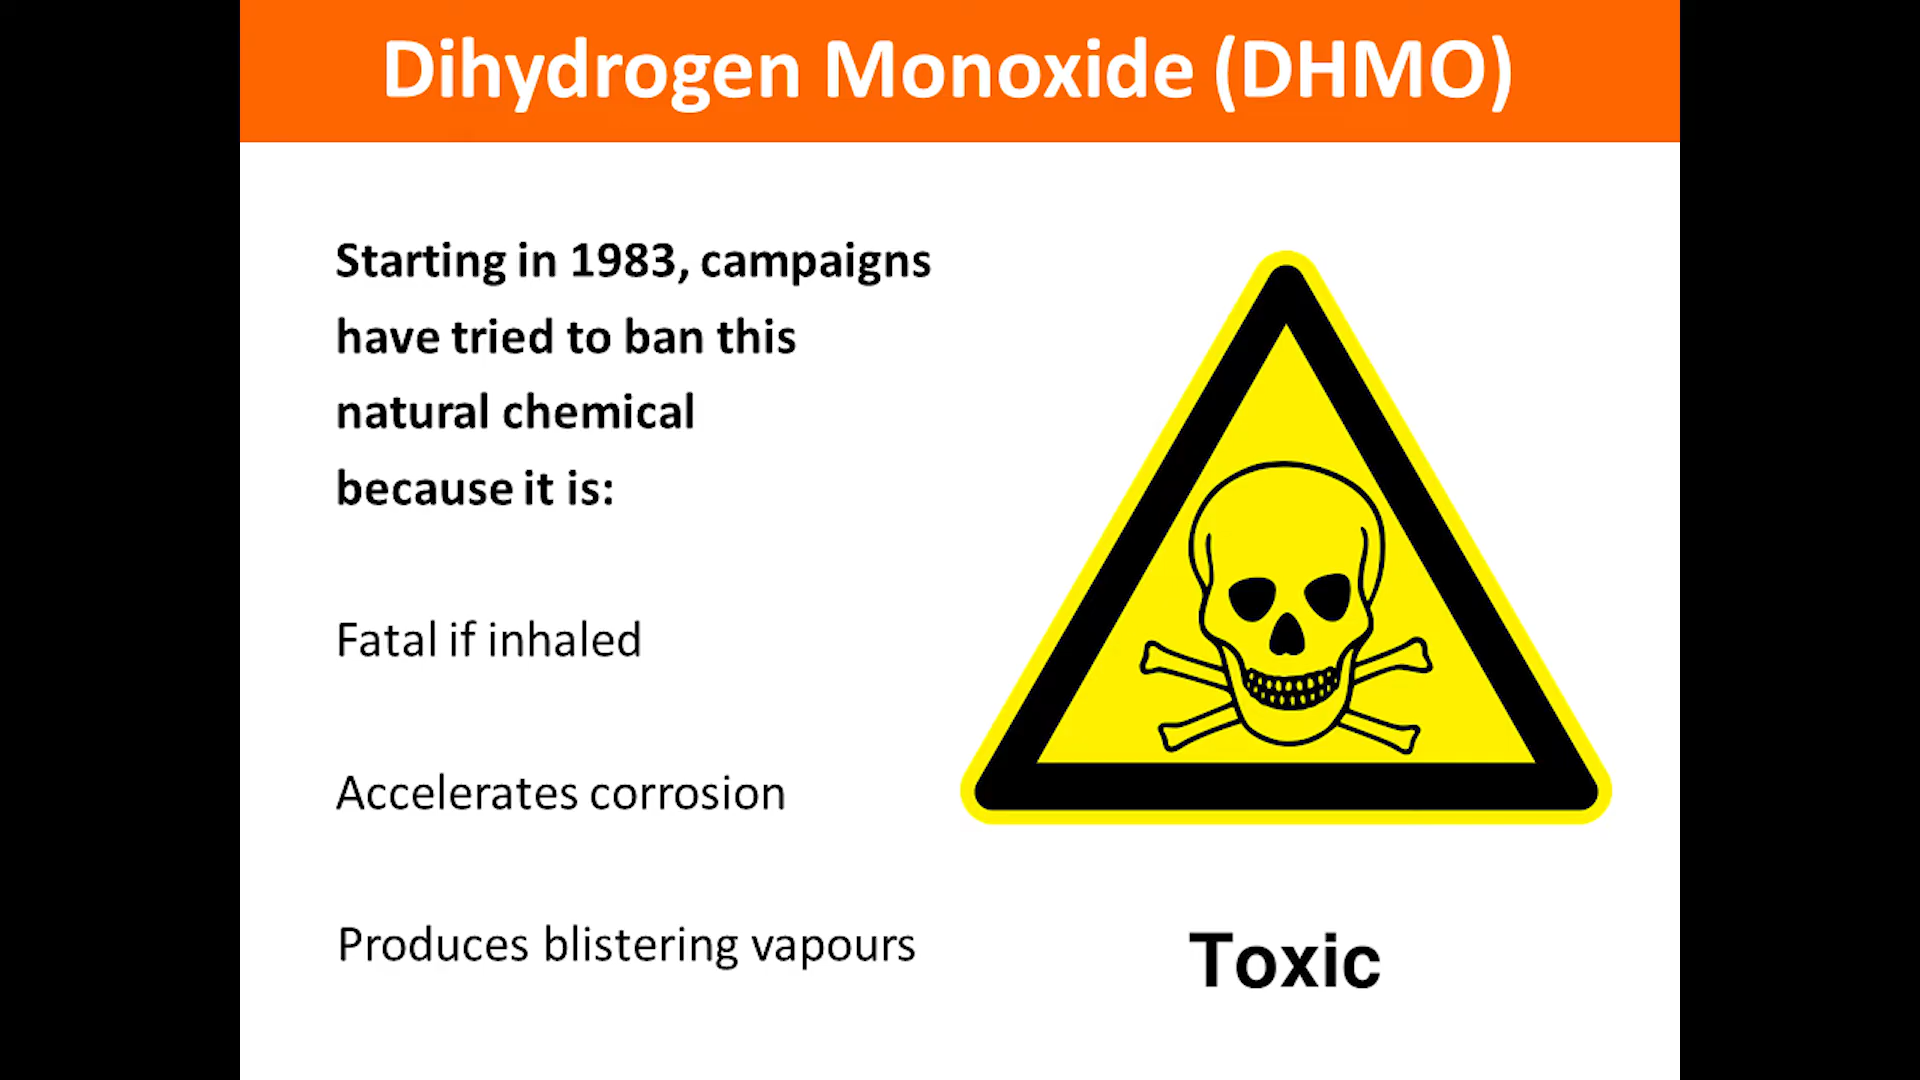 Dihydrogen Monoxide (DHMO)
Starting in 1983, campaigns
have tried to ban this
natural chemical
because it is:
Fatal if inhaled
Accelerates corrosion
Produces blistering vapours
Toxic